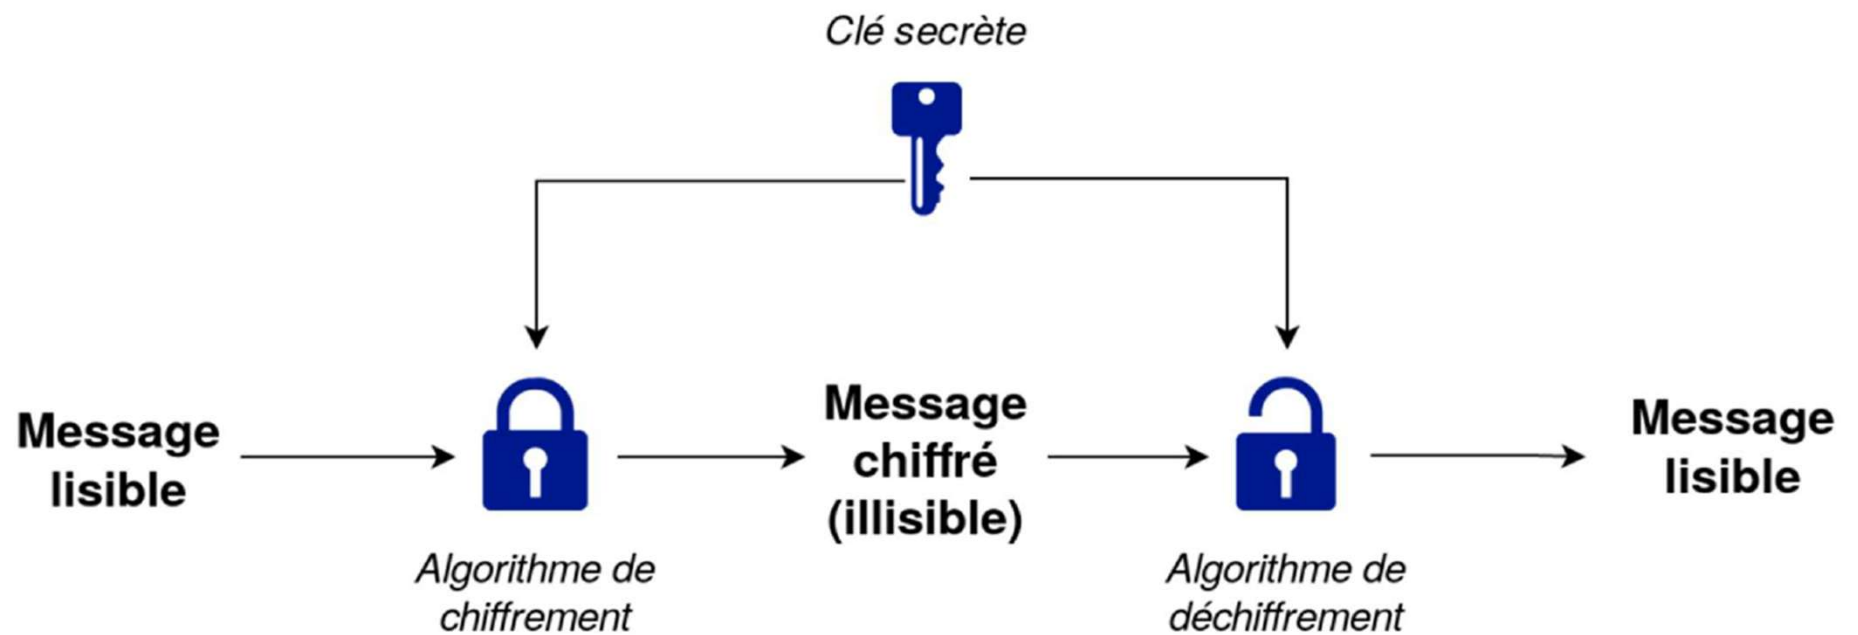 Clé secrète
Message
lisible
Algorithme de
chiffrement
Message
chiffré
(illisible)
Algorithme de
déchiffrement
Message
lisible